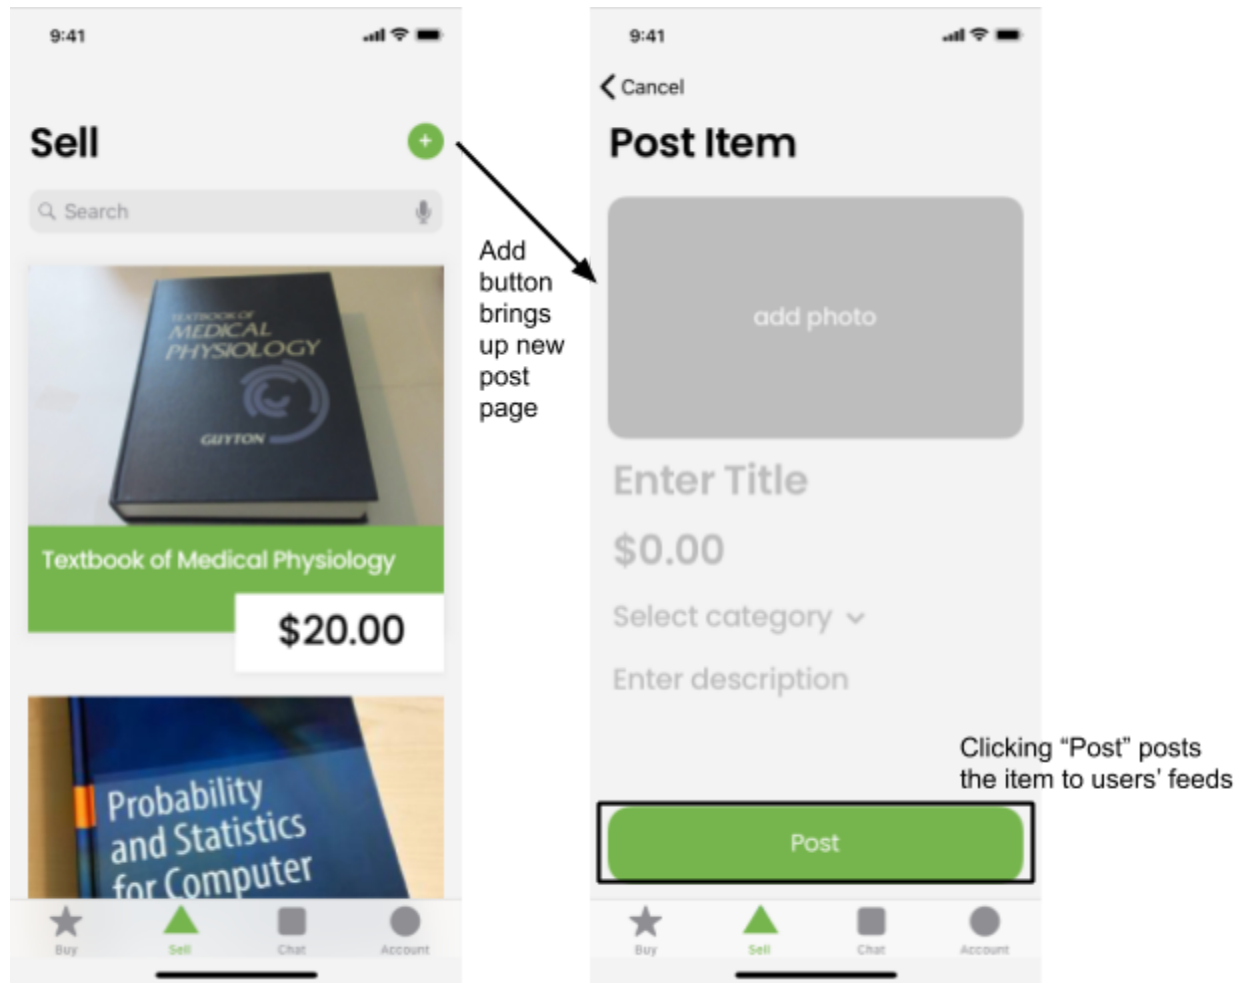 9:41
Sell
+
Search
TEXTBOOK OF
MEDICAL
PHYSIOLOGY
GUYTON
Textbook of Medical Physiology
$20.00
Probability
and Statistics
for Computer
Buy
Sell
Chat
Account
Add
button
brings
up new
post
page
9:41
Cancel
Post Item
add photo
Enter Title
$0.00
Select category
Enter description
Clicking “Post” posts
the item to users’ feeds
Post
Buy
Sell
Chat
Account